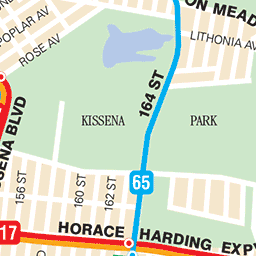 ON MEAD
POPLAR AV
LITHONIA AV
ROSE AV
164 ST
KISSENA PARK
SSENA BLVD
65
156 ST
160 ST
162 ST
17
HORACE HARDING EXPY